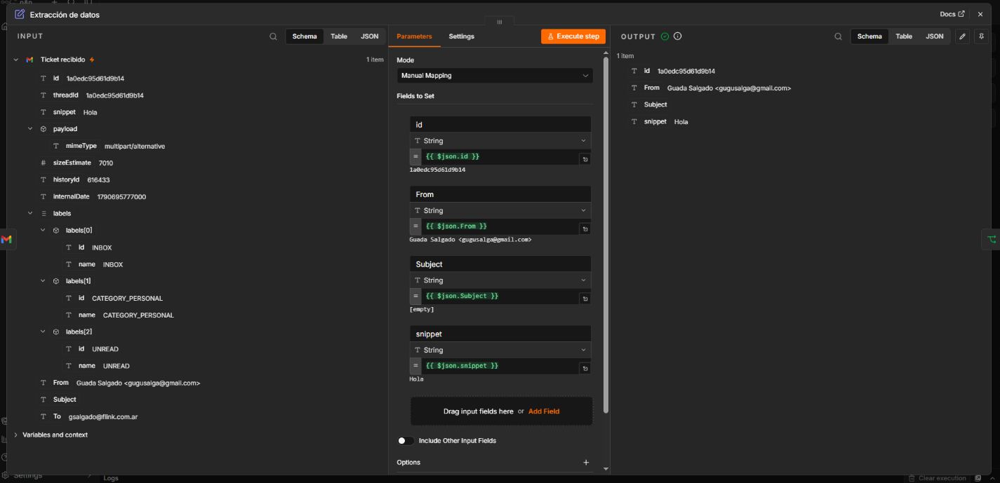 n8n
Extracción de datos
Docs
INPUT
Schema
Table
JSON
Ticket recibido
1 item
id 1a0edc95d61d9b14
threadId 1a0edc95d61d9b14
snippet Hola
payload
mimeType multipart/alternative
sizeEstimate 7010
historyId 616433
internalDate 1790695777000
labels
labels[0]
id INBOX
name INBOX
labels[1]
id CATEGORY_PERSONAL
name CATEGORY_PERSONAL
labels[2]
id UNREAD
name UNREAD
From Guada Salgado <gugusalga@gmail.com>
Subject
To gsalgado@flink.com.ar
Variables and context
Parameters
Settings
Execute step
Mode
Manual Mapping
Fields to Set
id
String
= {{ $json.id }}
1a0edc95d61d9b14
From
String
= {{ $json.From }}
Guada Salgado <gugusalga@gmail.com>
Subject
String
= {{ $json.Subject }}
[empty]
snippet
String
= {{ $json.snippet }}
Hola
Drag input fields here or Add Field
Include Other Input Fields
Options
OUTPUT
Schema
Table
JSON
1 item
id 1a0edc95d61d9b14
From Guada Salgado <gugusalga@gmail.com>
Subject
snippet Hola
Settings
Logs
Clear execution